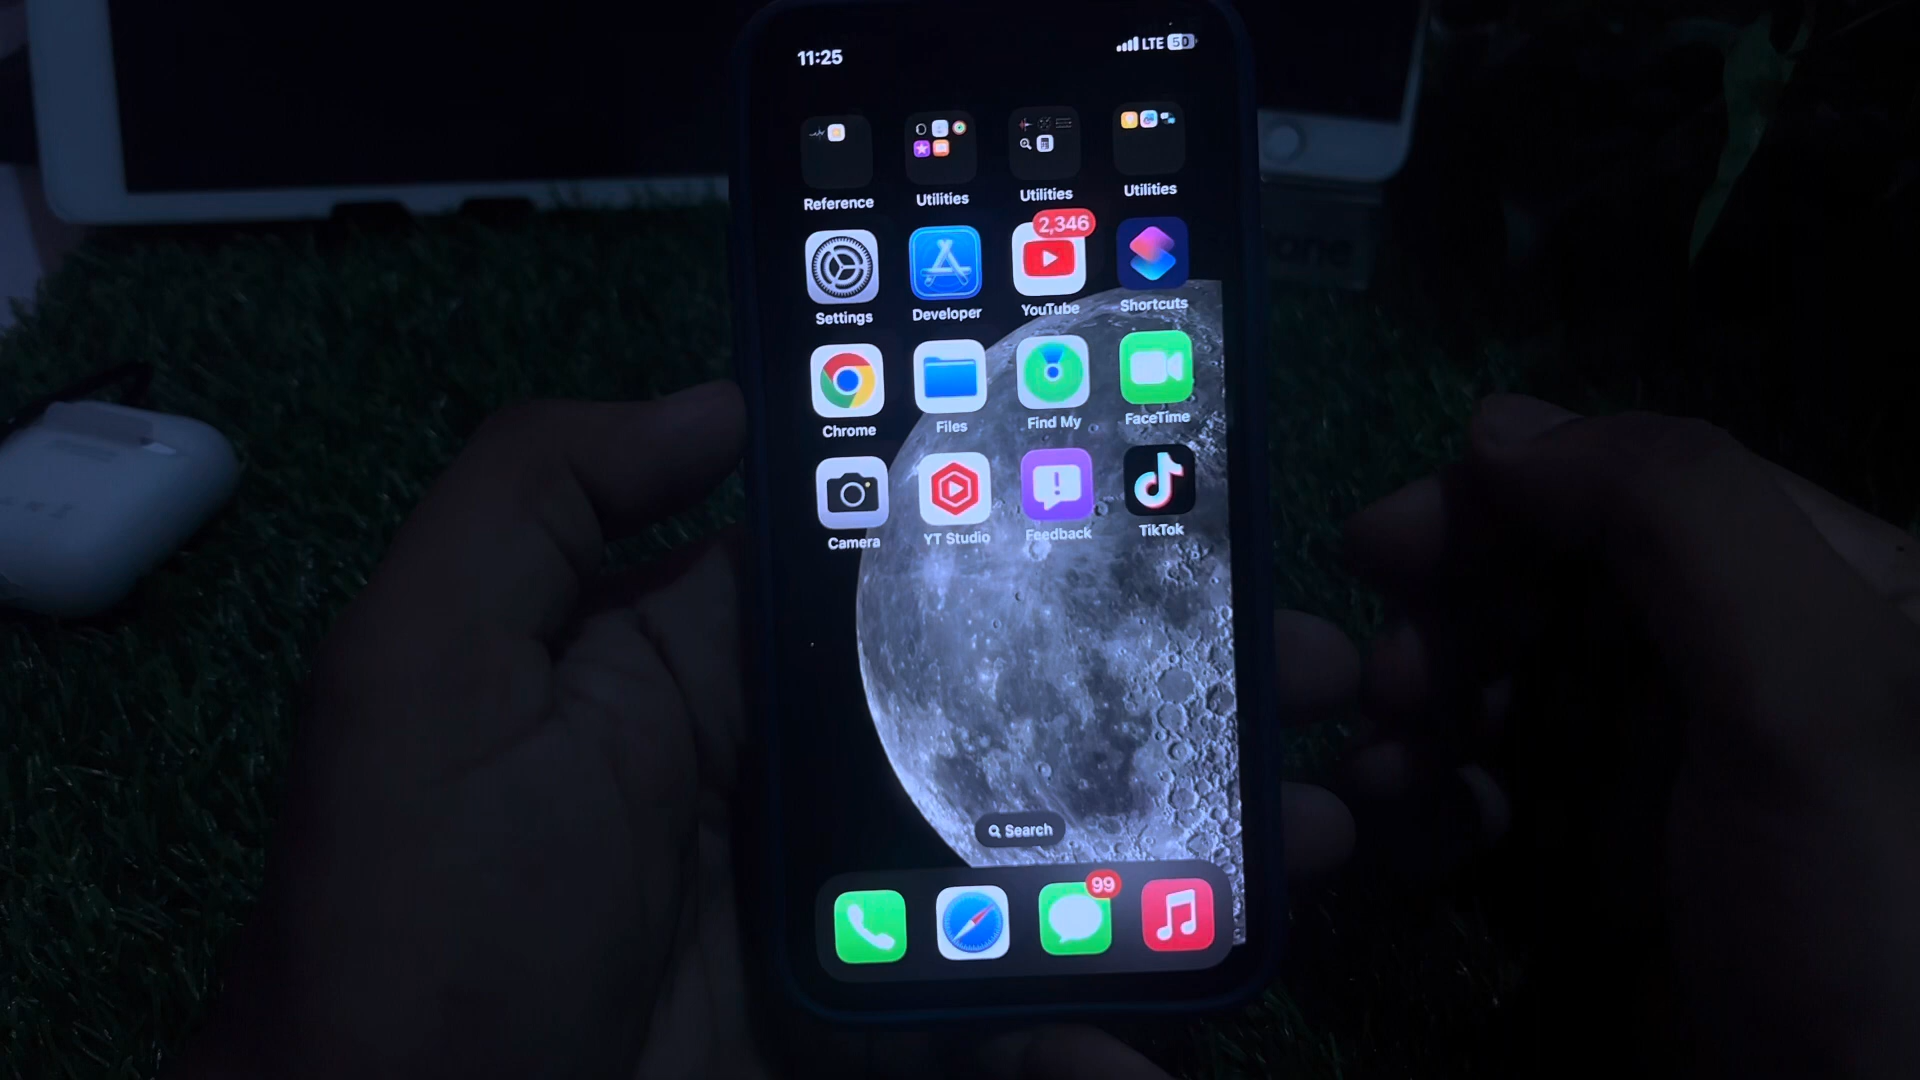 11:25
LTE 50
Reference Utilities Utilities Utilities
2,346
Settings Developer YouTube Shortcuts
Chrome Files Find My FaceTime
Camera YT Studio Feedback TikTok
Search
99